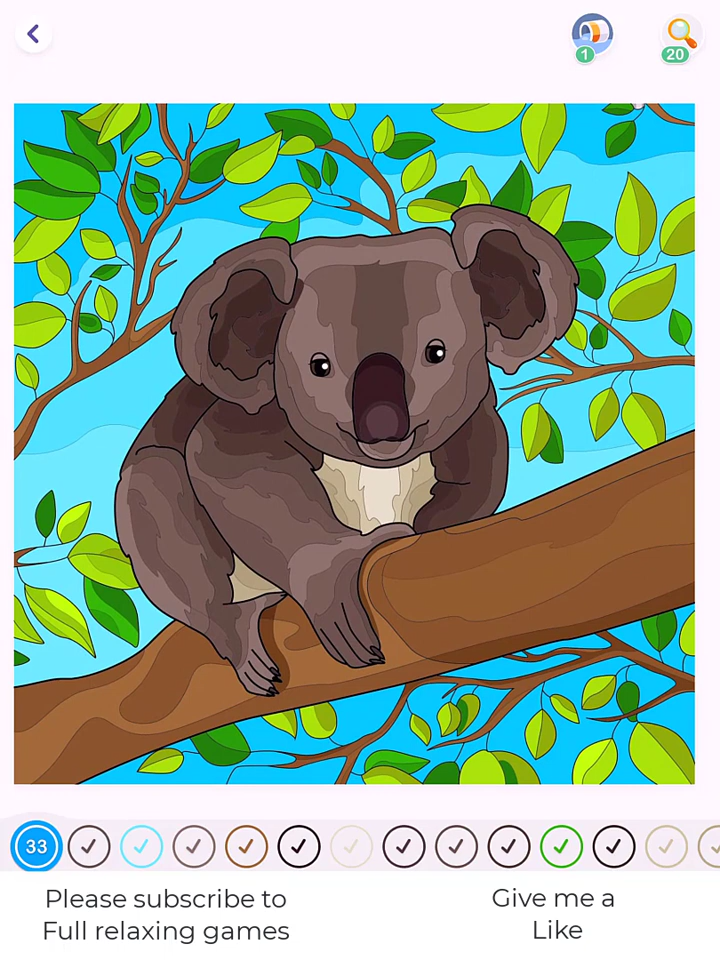 1
20
33
Please subscribe to
Full relaxing games
Give me a
Like